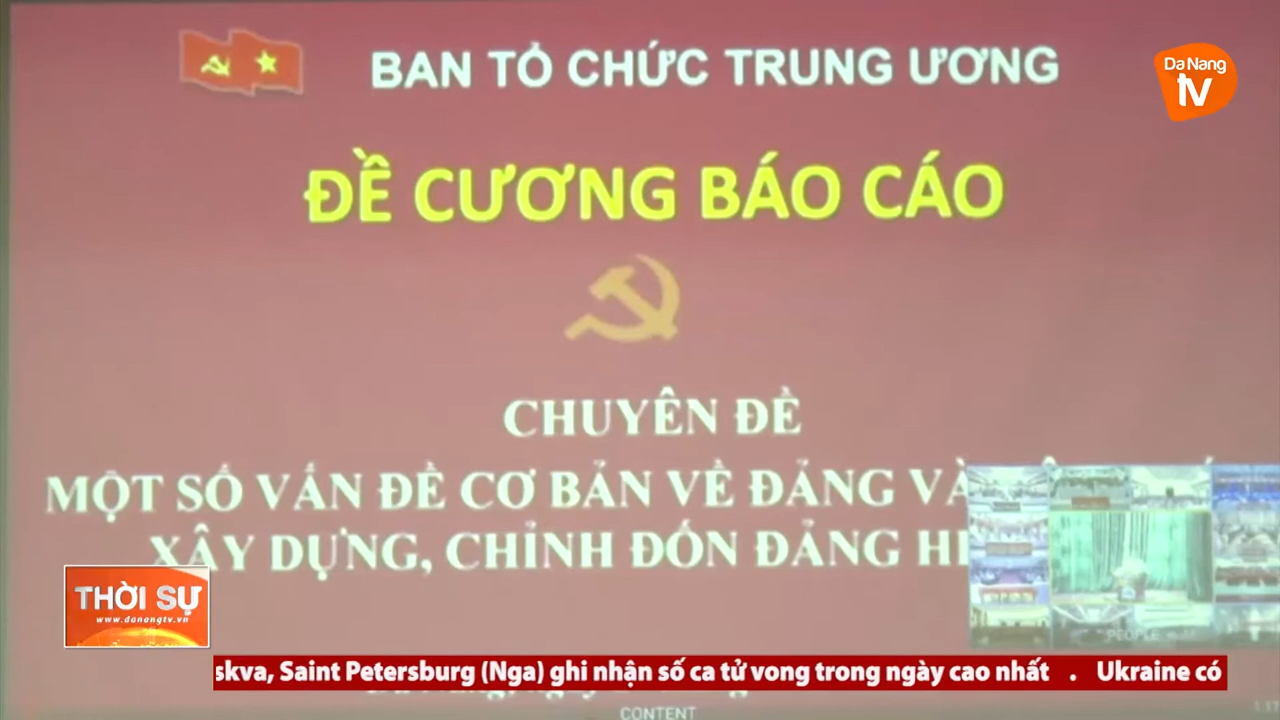 BAN TỔ CHỨC TRUNG ƯƠNG
Da Nang
tv
ĐỀ CƯƠNG BÁO CÁO
CHUYÊN ĐỀ
MỘT SỐ VẤN ĐỀ CƠ BẢN VỀ ĐẢNG VÀ
XÂY DỰNG, CHỈNH ĐỐN ĐẢNG
THỜI SỰ
www.danangtv.vn
PEOPLE
skva, Saint Petersburg (Nga) ghi nhận số ca tử vong trong ngày cao nhất . Ukraine có
CONTENT